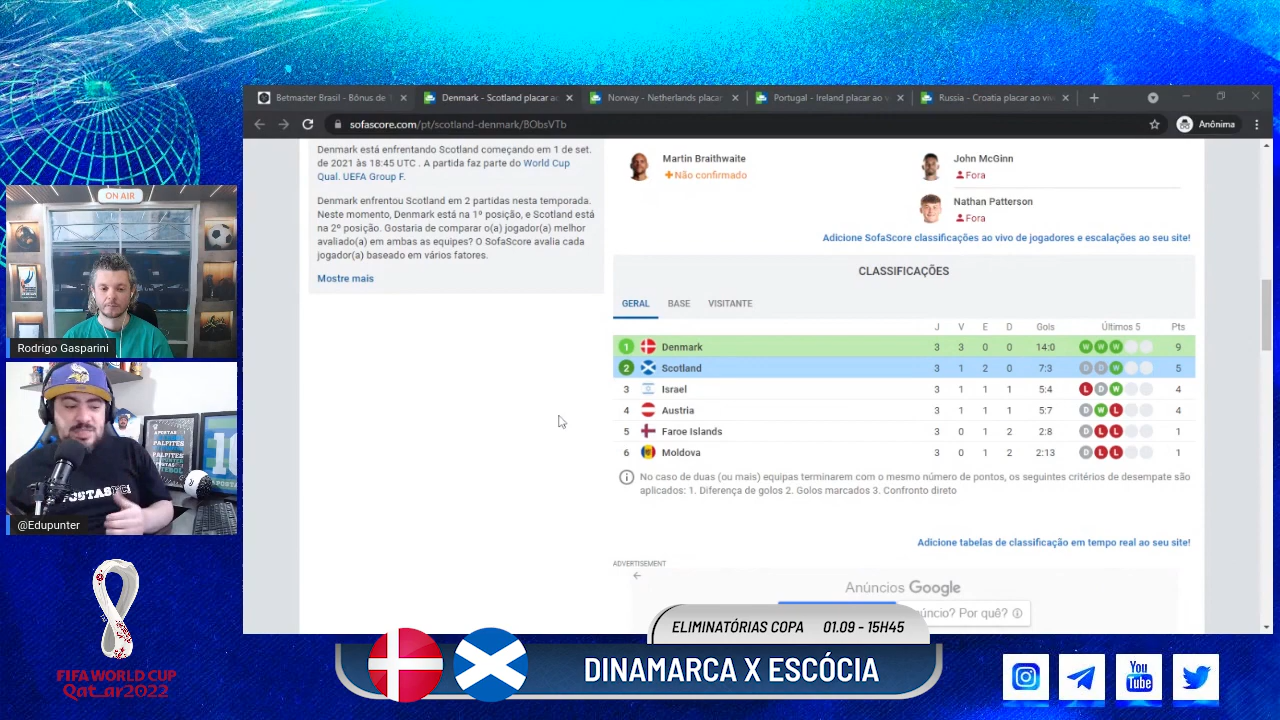 Betmaster Brasil - Bônus de
Denmark - Scotland placar ao
Norway - Netherlands placar
Portugal - Ireland placar ao v
Russia - Croatia placar ao viv
sofascore.com/pt/scotland-denmark/BObsVTb
Anônima
Denmark está enfrentando Scotland começando em 1 de set.
de 2021 às 18:45 UTC . A partida faz parte do World Cup
Qual. UEFA Group F.
Denmark enfrentou Scotland em 2 partidas nesta temporada.
Neste momento, Denmark está na 1º posição, e Scotland está
na 2º posição. Gostaria de comparar o(a) jogador(a) melhor
avaliado(a) em ambas as equipes? O SofaScore avalia cada
jogador(a) baseado em vários fatores.
Mostre mais
Martin Braithwaite
Não confirmado
John McGinn
Fora
Nathan Patterson
Fora
Adicione SofaScore classificações ao vivo de jogadores e escalações ao seu site!
CLASSIFICAÇÕES
GERAL BASE VISITANTE
J V E D Gols Últimos 5 Pts
1 Denmark 3 3 0 0 14:0 W W W 9
2 Scotland 3 1 2 0 7:3 D D W 5
3 Israel 3 1 1 1 5:4 L D W 4
4 Austria 3 1 1 1 5:7 D W L 4
5 Faroe Islands 3 0 1 2 2:8 D L L 1
6 Moldova 3 0 1 2 2:13 D L L 1
No caso de duas (ou mais) equipas terminarem com o mesmo número de pontos, os seguintes critérios de desempate são
aplicados: 1. Diferença de golos 2. Golos marcados 3. Confronto direto
Adicione tabelas de classificação em tempo real ao seu site!
ADVERTISEMENT
Anúncios Google
núncio? Por quê?
ON AIR
Rodrigo Gasparini
APOSTAR
PALPITES
@Edupunter
FIFA WORLD CUP
Qatar2022
ELIMINATÓRIAS COPA 01.09 - 15H45
DINAMARCA X ESCÓCIA
You
Tube